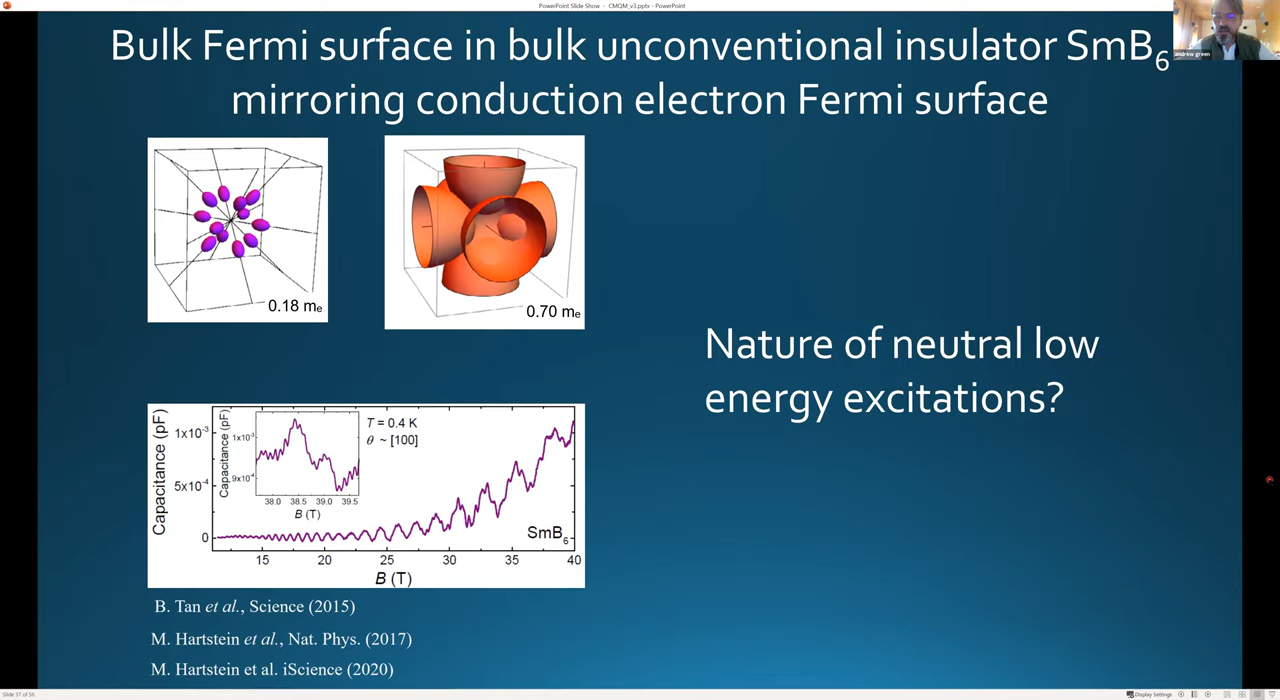 PowerPoint Slide Show - CMQM_v3.pptx - PowerPoint
andrew green
Bulk Fermi surface in bulk unconventional insulator SmB6
mirroring conduction electron Fermi surface
0.18 me
0.70 me
Nature of neutral low
energy excitations?
Capacitance (pF)
1x10-3
5x10-4
0
Capacitance (pF)
1x10-3
9x10-4
38.0 38.5 39.0 39.5
B (T)
T = 0.4 K
θ ~ [100]
SmB6
15 20 25 30 35 40
B (T)
B. Tan et al., Science (2015)
M. Hartstein et al., Nat. Phys. (2017)
M. Hartstein et al. iScience (2020)
Slide 37 of 56
Display Settings